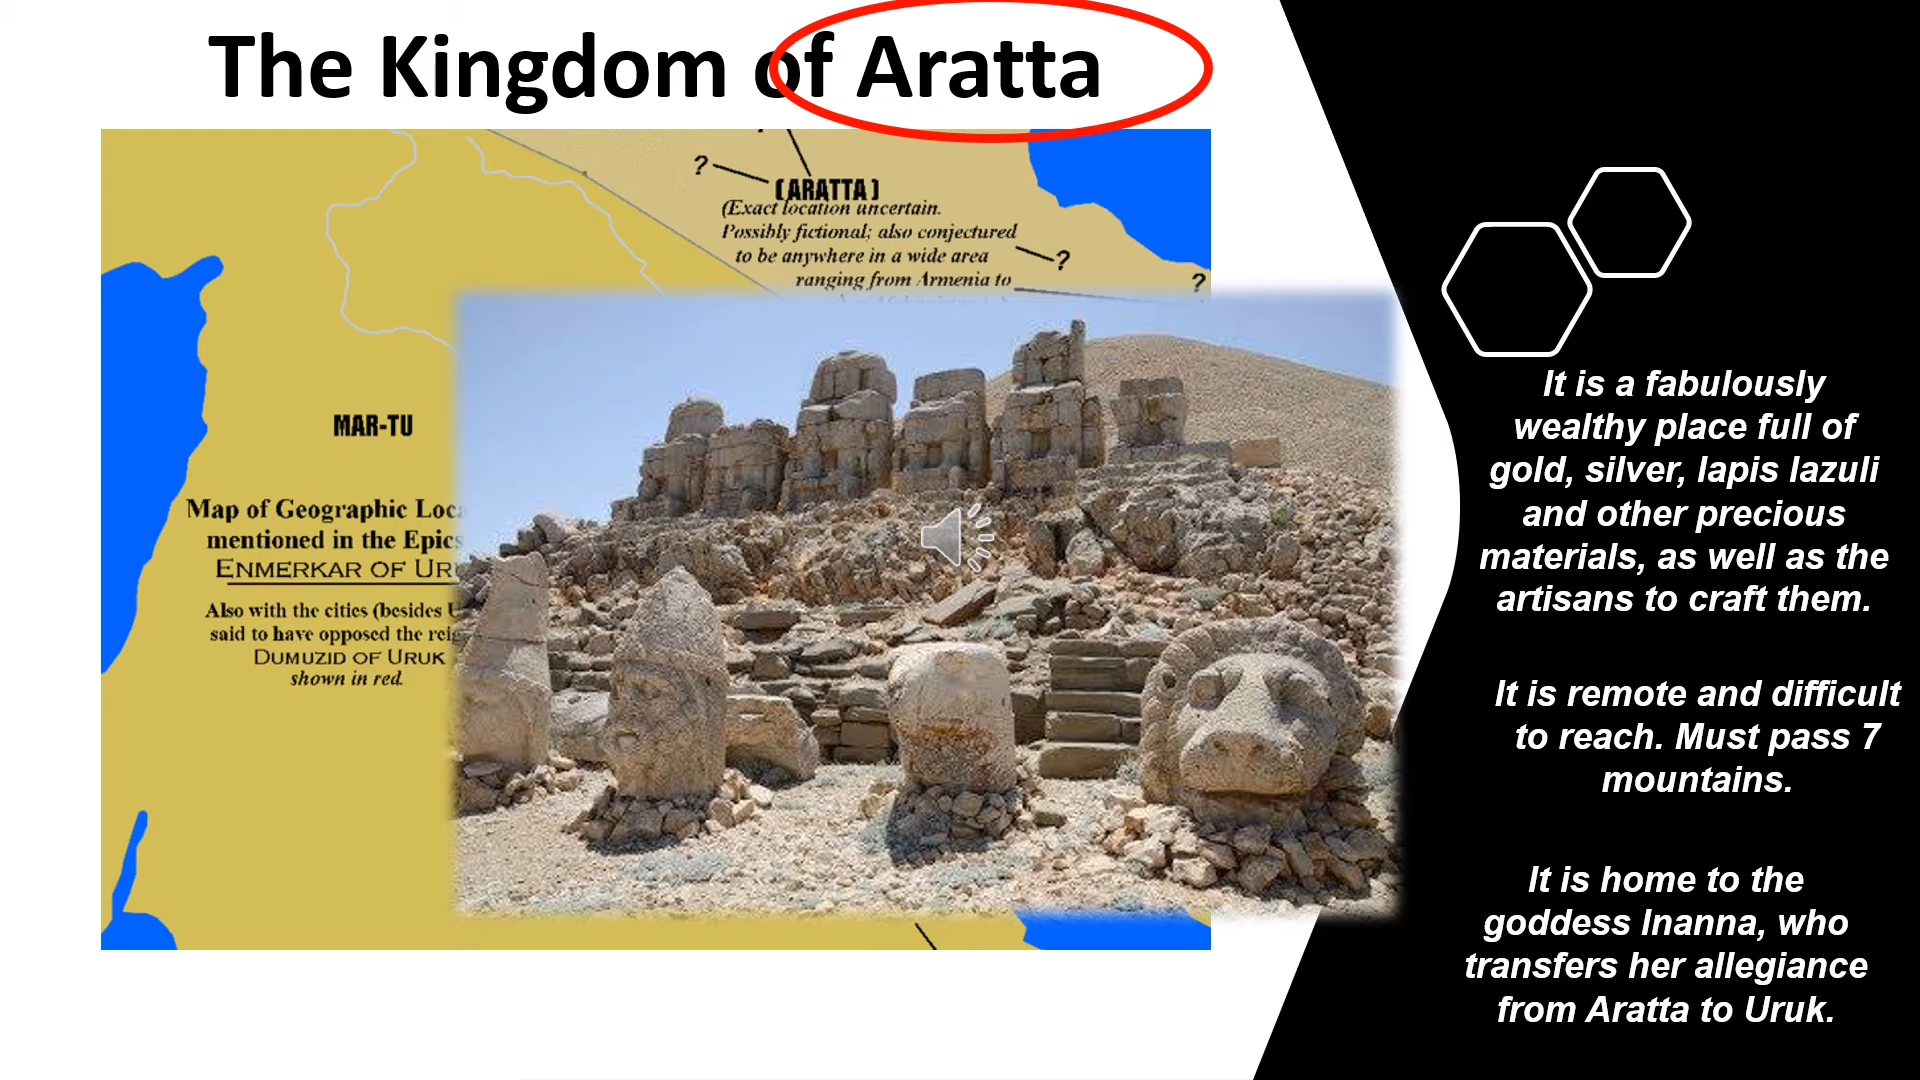 The Kingdom of Aratta
?
?
(ARATTA)
(Exact location uncertain.
Possibly fictional; also conjectured
to be anywhere in a wide area
?
ranging from Armenia to
?
MAR-TU
Map of Geographic Loc
mentioned in the Epics
ENMERKAR OF UR
Also with the cities (besides
said to have opposed the rei
DUMUZID OF URUK
shown in red.
It is a fabulously
wealthy place full of
gold, silver, lapis lazuli
and other precious
materials, as well as the
artisans to craft them.
It is remote and difficult
to reach. Must pass 7
mountains.
It is home to the
goddess Inanna, who
transfers her allegiance
from Aratta to Uruk.